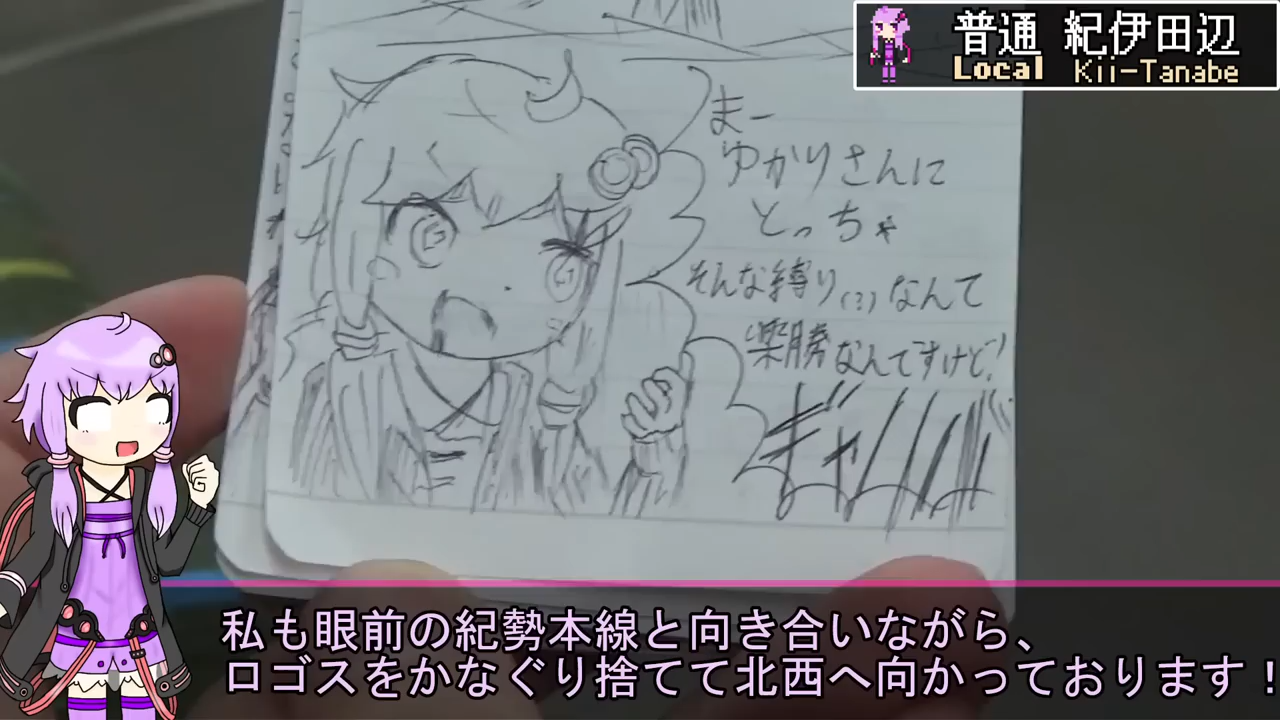 普通 紀伊田辺
Local Kii-Tanabe
まー
ゆかりさんに
とっちゃ
そんな縛り(?)なんて
楽勝なんですけど!
私も眼前の紀勢本線と向き合いながら、
ロゴスをかなぐり捨てて北西へ向かっております!